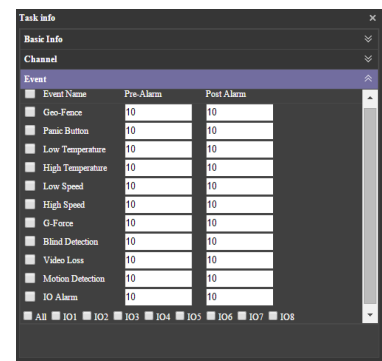 Task info ×
Basic Info
Channel
Event
Event Name Pre-Alarm Post Alarm
Geo-Fence 10 10
Panic Button 10 10
Low Temperature 10 10
High Temperature 10 10
Low Speed 10 10
High Speed 10 10
G-Force 10 10
Blind Detection 10 10
Video Loss 10 10
Motion Detection 10 10
IO Alarm 10 10
All IO1 IO2 IO3 IO4 IO5 IO6 IO7 IO8